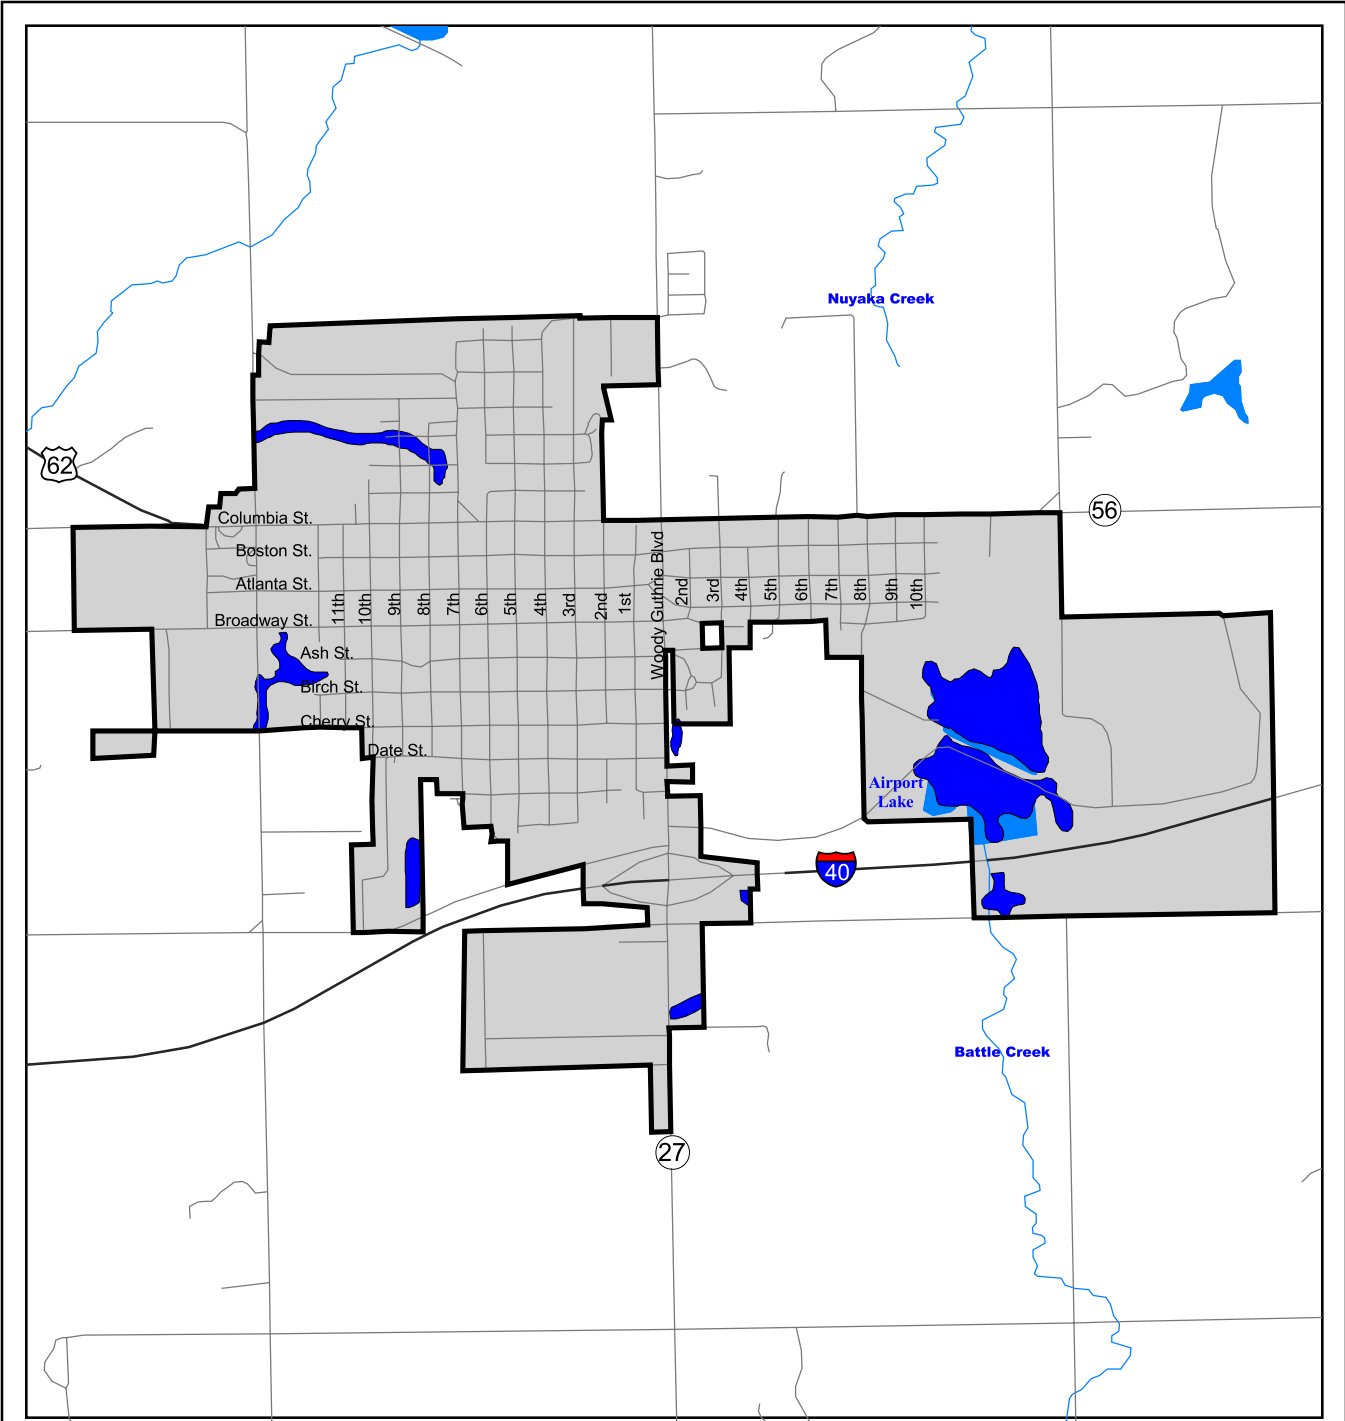 Nuyaka Creek
62
56
Columbia St.
Boston St.
Atlanta St.
Broadway St.
Ash St.
Birch St.
Cherry St.
Date St.
11th
10th
9th
8th
7th
6th
5th
4th
3rd
2nd
1st
Woody Guthrie Blvd
2nd
3rd
4th
5th
6th
7th
8th
9th
10th
Airport
Lake
40
Battle Creek
27